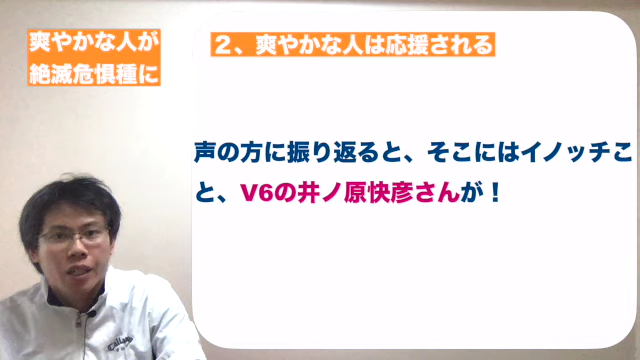 爽やかな人が
絶滅危惧種に
２、爽やかな人は応援される
声の方に振り返ると、そこにはイノッチこ
と、V6の井ノ原快彦さんが！